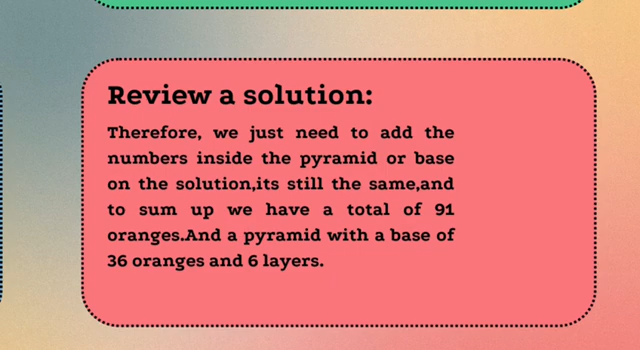 Review a solution:
Therefore, we just need to add the
numbers inside the pyramid or base
on the solution,its still the same,and
to sum up we have a total of 91
oranges.And a pyramid with a base of
36 oranges and 6 layers.